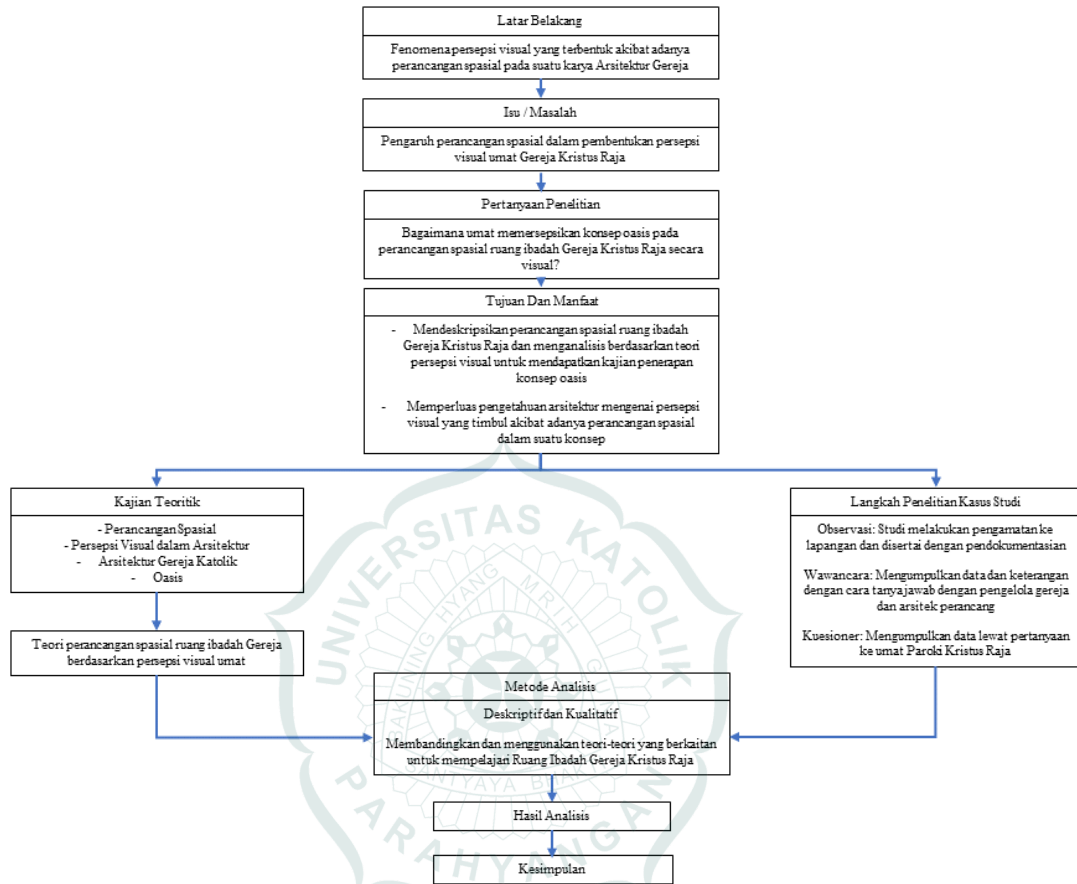 Latar Belakang
Fenomena persepsi visual yang terbentuk akibat adanya
perancangan spasial pada suatu karya Arsitektur Gereja
Isu / Masalah
Pengaruh perancangan spasial dalam pembentukan persepsi
visual umat Gereja Kristus Raja
Pertanyaan Penelitian
Bagaimana umat memersepsikan konsep oasis pada
perancangan spasial ruang ibadah Gereja Kristus Raja secara
visual?
Tujuan Dan Manfaat
- Mendeskripsikan perancangan spasial ruang ibadah
Gereja Kristus Raja dan menganalisis berdasarkan teori
persepsi visual untuk mendapatkan kajian penerapan
konsep oasis
- Memperluas pengetahuan arsitektur mengenai persepsi
visual yang timbul akibat adanya perancangan spasial
dalam suatu konsep
Kajian Teoritik
- Perancangan Spasial
- Persepsi Visual dalam Arsitektur
- Arsitektur Gereja Katolik
- Oasis
Teori perancangan spasial ruang ibadah Gereja
berdasarkan persepsi visual umat
Langkah Penelitian Kasus Studi
Observasi: Studi melakukan pengamatan ke
lapangan dan disertai dengan pendokumentasian
Wawancara: Mengumpulkan data dan keterangan
dengan cara tanya jawab dengan pengelola gereja
dan arsitek perancang
Kuesioner: Mengumpulkan data lewat pertanyaan
ke umat Paroki Kristus Raja
Metode Analisis
Deskriptif dan Kualitatif
Membandingkan dan menggunakan teori-teori yang berkaitan
untuk mempelajari Ruang Ibadah Gereja Kristus Raja
Hasil Analisis
Kesimpulan
UNIVERSITAS KATOLIK
PARAHYANGAN
BAKUNING HYANG MRIH GUNA
SANTYAYA BHAKTI